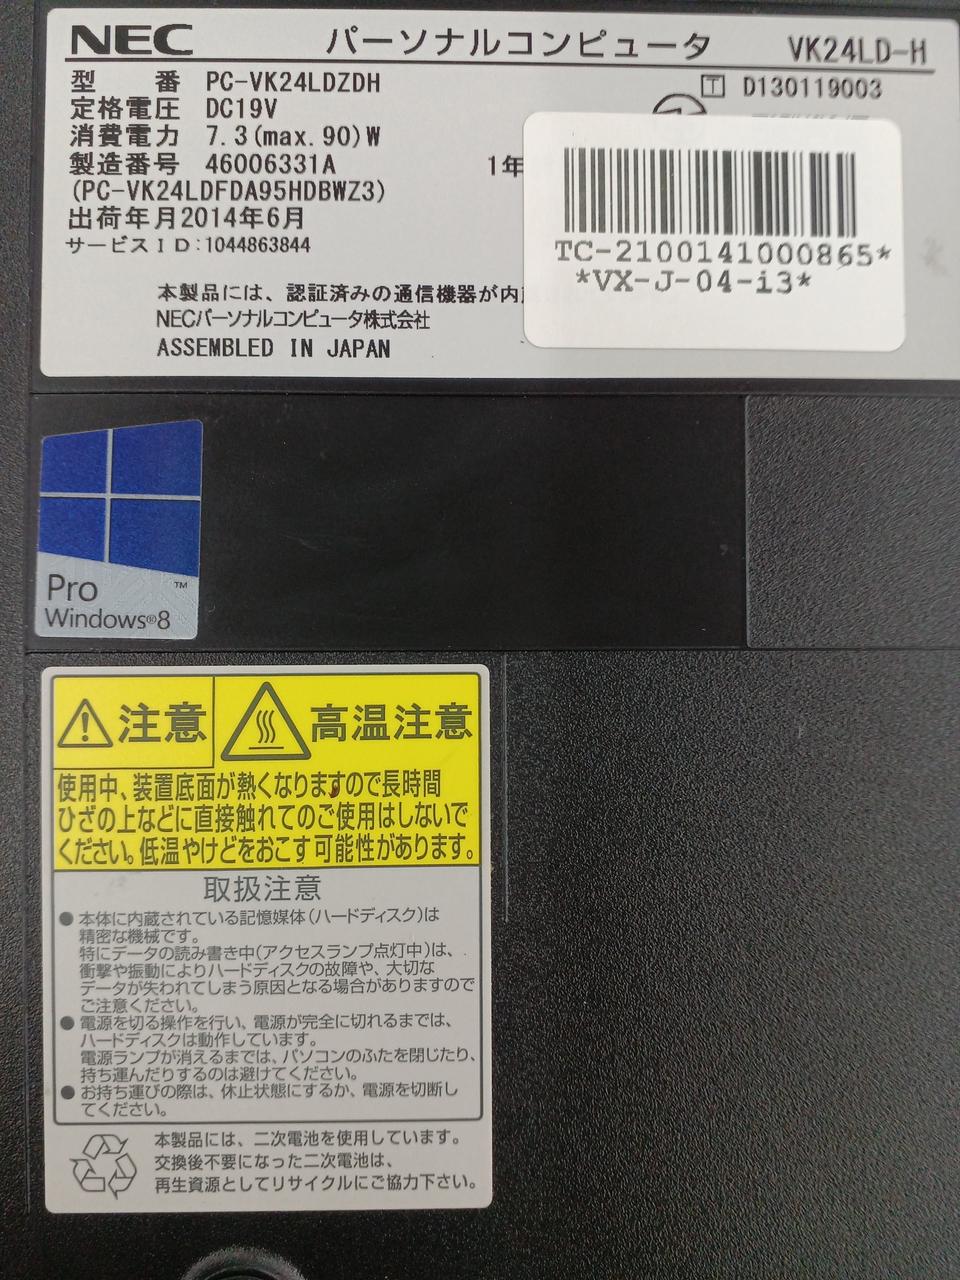 NEC パーソナルコンピュータ VK24LD-H
型 番 PC-VK24LDZDH
T D130119003
定格電圧 DC19V
消費電力 7.3(max.90)W
製造番号 46006331A
1年
(PC-VK24LDFDA95HDBWZ3)
出荷年月2014年6月
サービスID:1044863844
TC-2100141000865*
*VX-J-04-i3*
本製品には、認証済みの通信機器が内
NECパーソナルコンピュータ株式会社
ASSEMBLED IN JAPAN
Pro ™
Windows®8
注意 高温注意
使用中、装置底面が熱くなりますので長時間
ひざの上などに直接触れてのご使用はしないで
ください。低温やけどをおこす可能性があります。
取扱注意
●本体に内蔵されている記憶媒体(ハードディスク)は
精密な機械です。
特にデータの読み書き中(アクセスランプ点灯中)は、
衝撃や振動によりハードディスクの故障や、大切な
データが失われてしまう原因となる場合がありますので
ご注意ください。
●電源を切る操作を行い、電源が完全に切れるまでは、
ハードディスクは動作しています。
電源ランプが消えるまでは、パソコンのふたを閉じたり、
持ち運んだりするのは避けてください。
●お持ち運びの際は、休止状態にするか、電源を切断し
てください。
本製品には、二次電池を使用しています。
交換後不要になった二次電池は、
再生資源としてリサイクルにご協力下さい。